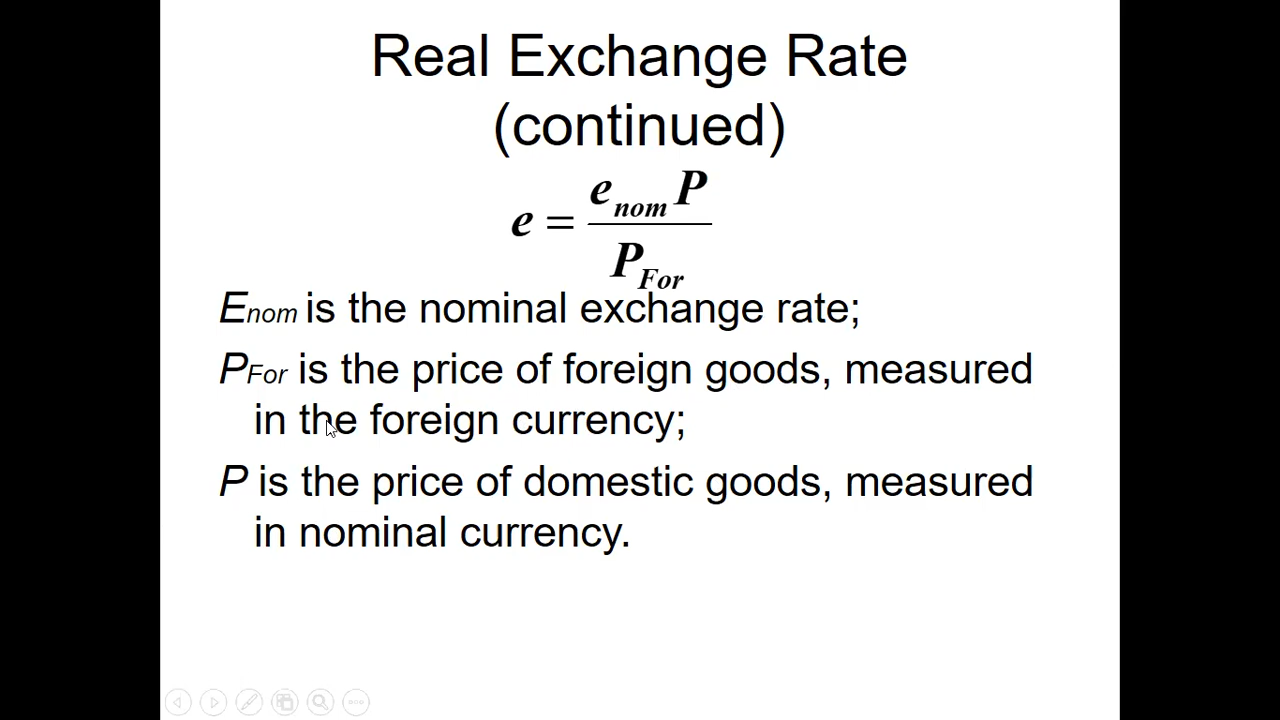 Real Exchange Rate
(continued)
e = e_nom P / P_For
Enom is the nominal exchange rate;
PFor is the price of foreign goods, measured
in the foreign currency;
P is the price of domestic goods, measured
in nominal currency.